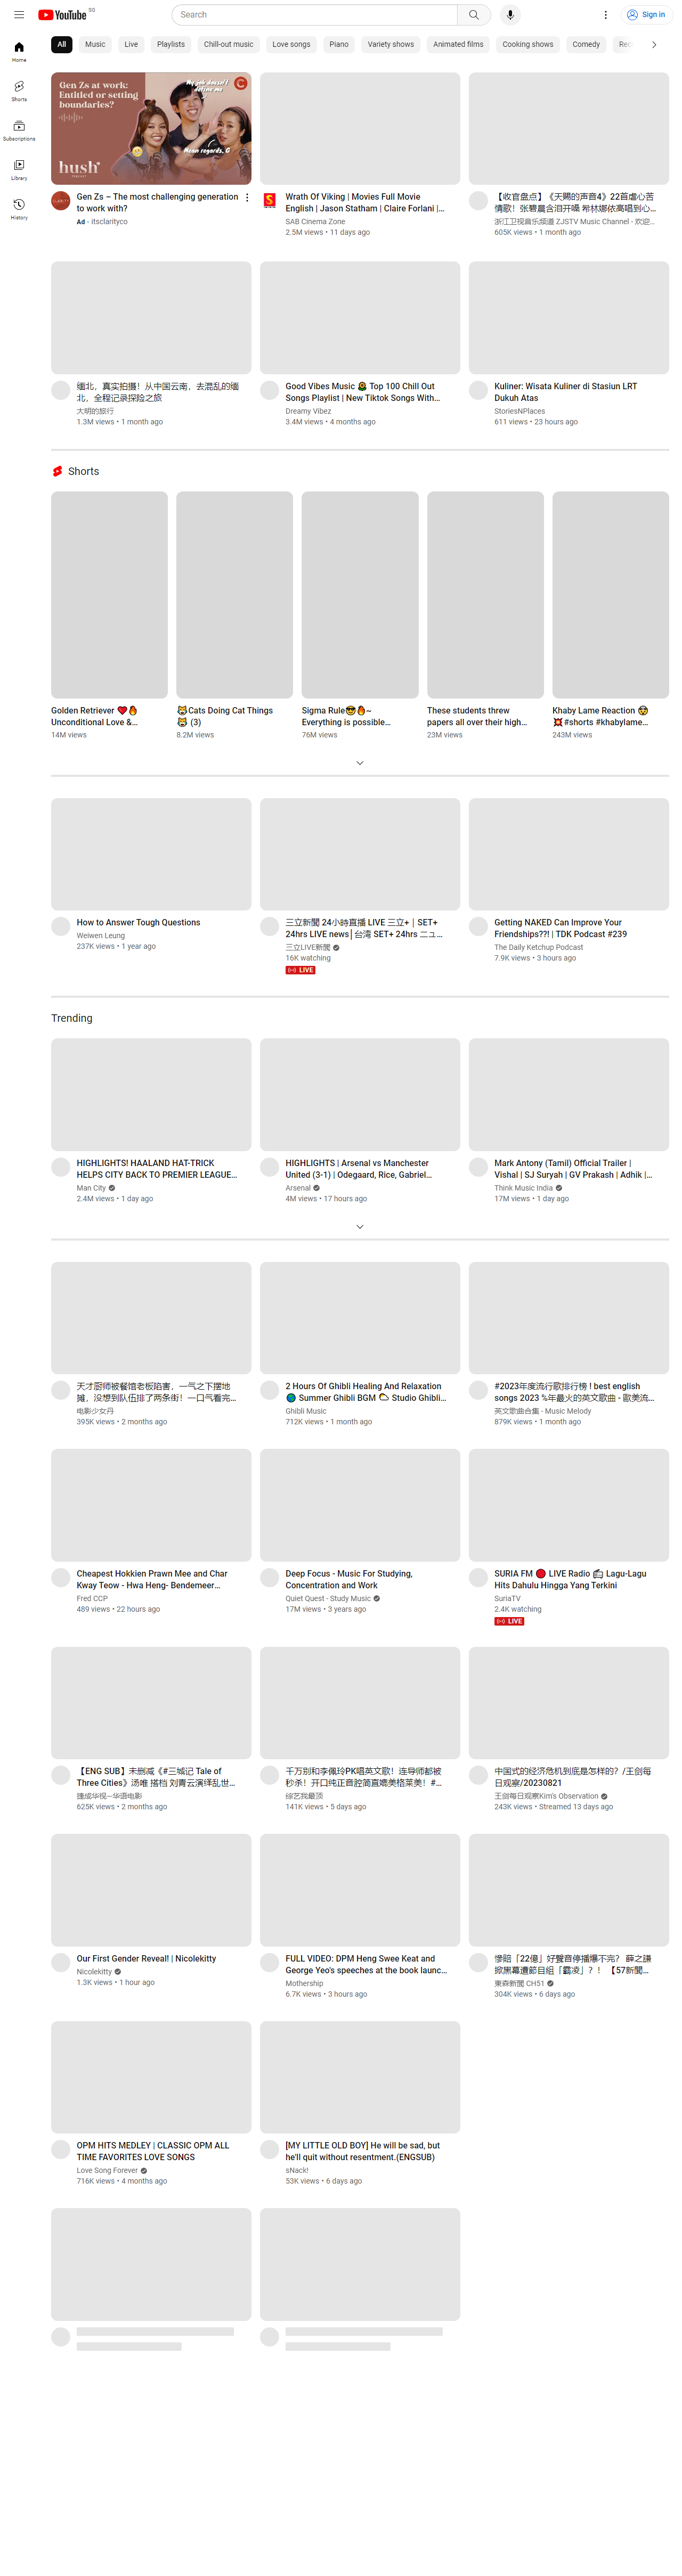 YouTube SG
Search
Sign in
Home
Shorts
Subscriptions
Library
History
All
Music
Live
Playlists
Chill-out music
Love songs
Piano
Variety shows
Animated films
Cooking shows
Comedy
Gen Zs at work:
Entitled or setting
boundaries?
My job doesn't
define me
Mean regards, G
hush
PODCAST
CLARITY
Gen Zs – The most challenging generation
to work with?
Ad · itsclarityco
Wrath Of Viking | Movies Full Movie
English | Jason Statham | Claire Forlani |...
SAB Cinema Zone
2.5M views • 11 days ago
【收官盘点】《天赐的声音4》22首虐心苦
情歌！张碧晨含泪开嗓 希林娜依高唱到心...
浙江卫视音乐频道 ZJSTV Music Channel - 欢迎...
605K views • 1 month ago
缅北，真实拍摄！从中国云南，去混乱的缅
北，全程记录探险之旅
大明的旅行
1.3M views • 1 month ago
Good Vibes Music 🌻 Top 100 Chill Out
Songs Playlist | New Tiktok Songs With...
Dreamy Vibez
3.4M views • 4 months ago
Kuliner: Wisata Kuliner di Stasiun LRT
Dukuh Atas
StoriesNPlaces
611 views • 23 hours ago
Shorts
Golden Retriever ❤️🔥
Unconditional Love &...
14M views
😹Cats Doing Cat Things
😹 (3)
8.2M views
Sigma Rule😎🔥~
Everything is possible...
76M views
These students threw
papers all over their high...
23M views
Khaby Lame Reaction 🤯
💥#shorts #khabylame...
243M views
How to Answer Tough Questions
Weiwen Leung
237K views • 1 year ago
三立新聞 24小時直播 LIVE 三立+｜SET+
24hrs LIVE news│台湾 SET+ 24hrs ニュ...
三立LIVE新聞
16K watching
LIVE
Getting NAKED Can Improve Your
Friendships??! | TDK Podcast #239
The Daily Ketchup Podcast
7.9K views • 3 hours ago
Trending
HIGHLIGHTS! HAALAND HAT-TRICK
HELPS CITY BACK TO PREMIER LEAGUE...
Man City
2.4M views • 1 day ago
HIGHLIGHTS | Arsenal vs Manchester
United (3-1) | Odegaard, Rice, Gabriel...
Arsenal
4M views • 17 hours ago
Mark Antony (Tamil) Official Trailer |
Vishal | SJ Suryah | GV Prakash | Adhik |...
Think Music India
17M views • 1 day ago
天才厨师被餐馆老板陷害，一气之下摆地
摊，没想到队伍排了两条街！一口气看完...
电影少女丹
395K views • 2 months ago
2 Hours Of Ghibli Healing And Relaxation
🌎 Summer Ghibli BGM 🌤 Studio Ghibli...
Ghibli Music
712K views • 1 month ago
#2023年度流行歌排行榜 ! best english
songs 2023 %年最火的英文歌曲 - 歐美流...
英文歌曲合集 - Music Melody
879K views • 1 month ago
Cheapest Hokkien Prawn Mee and Char
Kway Teow - Hwa Heng- Bendemeer...
Fred CCP
489 views • 22 hours ago
Deep Focus - Music For Studying,
Concentration and Work
Quiet Quest - Study Music
17M views • 3 years ago
SURIA FM 🔴 LIVE Radio 📻 Lagu-Lagu
Hits Dahulu Hingga Yang Terkini
SuriaTV
2.4K watching
LIVE
【ENG SUB】未删减《#三城记 Tale of
Three Cities》汤唯 搭档 刘青云演绎乱世...
捷成华视—华语电影
625K views • 2 months ago
千万别和李佩玲PK唱英文歌！连导师都被
秒杀！开口纯正音腔简直媲美格莱美！#...
综艺我最顶
141K views • 5 days ago
中国式的经济危机到底是怎样的？/王剑每
日观察/20230821
王剑每日观察Kim's Observation
243K views • Streamed 13 days ago
Our First Gender Reveal! | Nicolekitty
Nicolekitty
1.3K views • 1 hour ago
FULL VIDEO: DPM Heng Swee Keat and
George Yeo's speeches at the book launc...
Mothership
6.7K views • 3 hours ago
慘賠「22億」好聲音停播爆不完？ 薛之謙
掀黑幕遭節目組「霸凌」？！ 【57新聞...
東森新聞 CH51
304K views • 6 days ago
OPM HITS MEDLEY | CLASSIC OPM ALL
TIME FAVORITES LOVE SONGS
Love Song Forever
716K views • 4 months ago
[MY LITTLE OLD BOY] He will be sad, but
he'll quit without resentment.(ENGSUB)
sNack!
53K views • 6 days ago